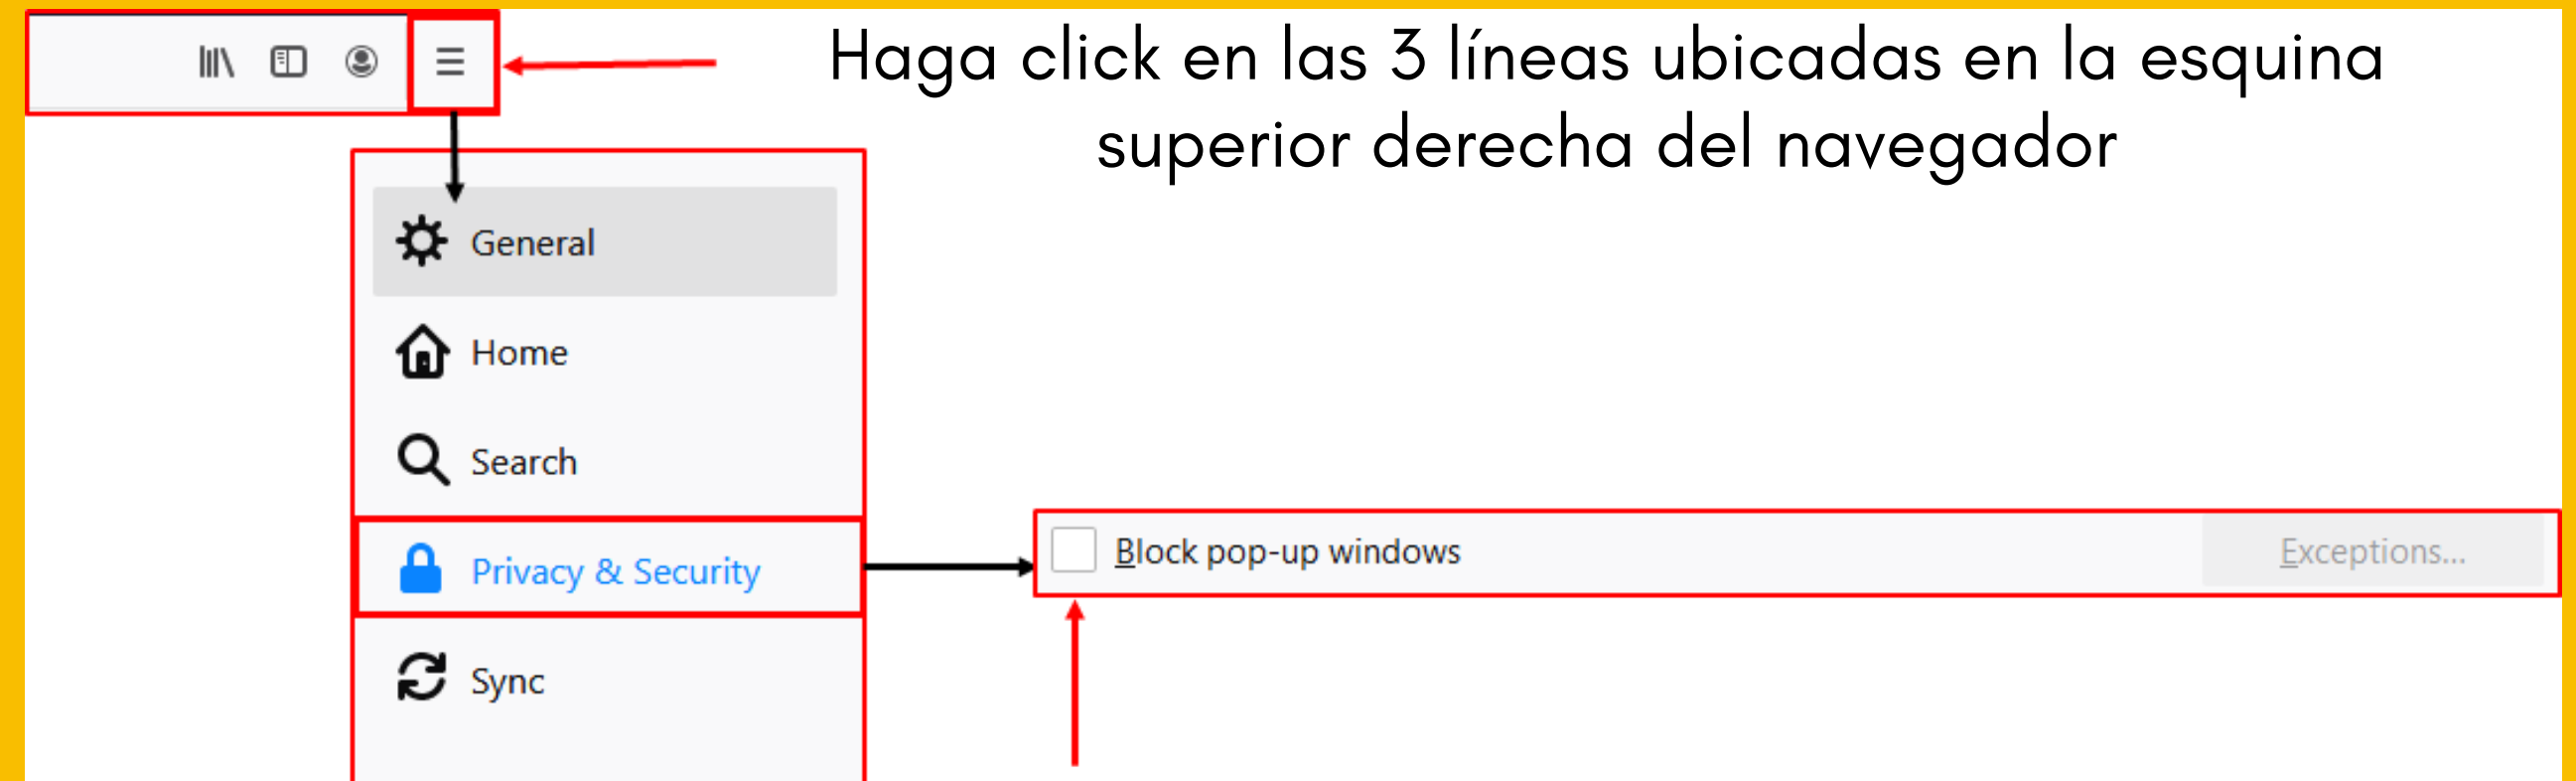 Haga click en las 3 líneas ubicadas en la esquina
superior derecha del navegador
General
Home
Search
Privacy & Security
Block pop-up windows
Exceptions...
Sync